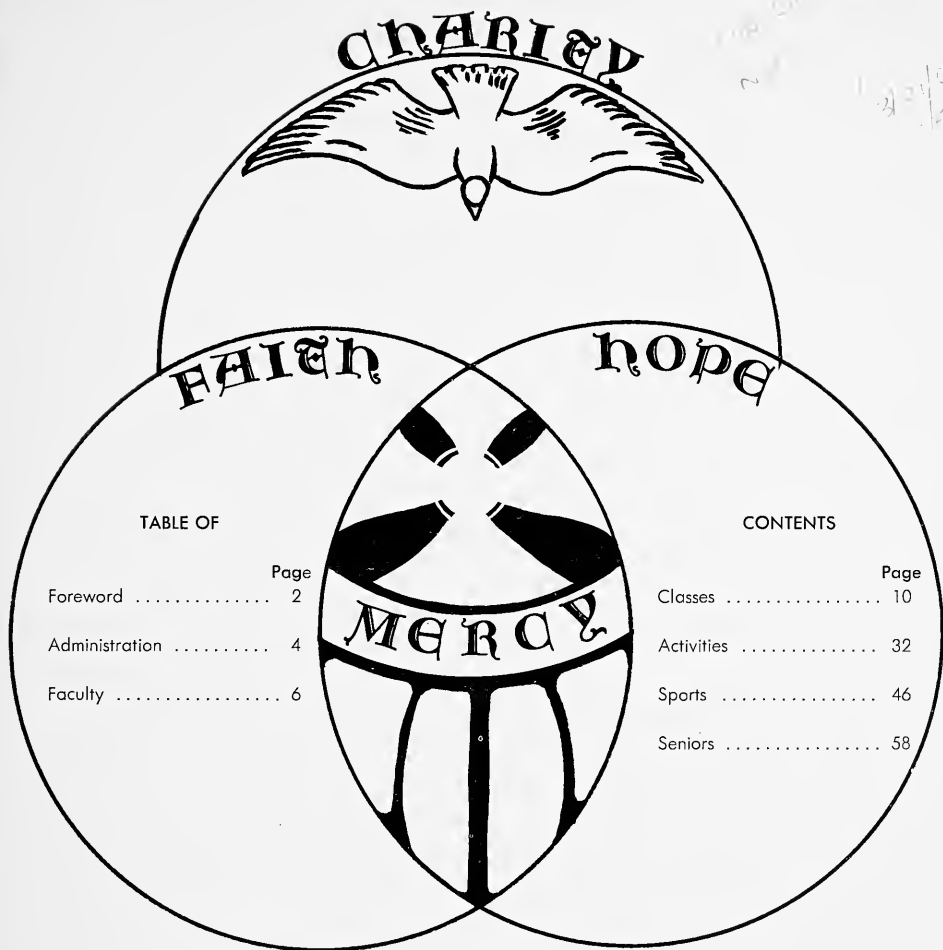 CHARITY
FAITH
HOPE
TABLE OF
Page
Foreword .............. 2
Administration .......... 4
Faculty ................ 6
MERCY
CONTENTS
Page
Classes ................ 10
Activities .............. 32
Sports ................ 46
Seniors ................ 58